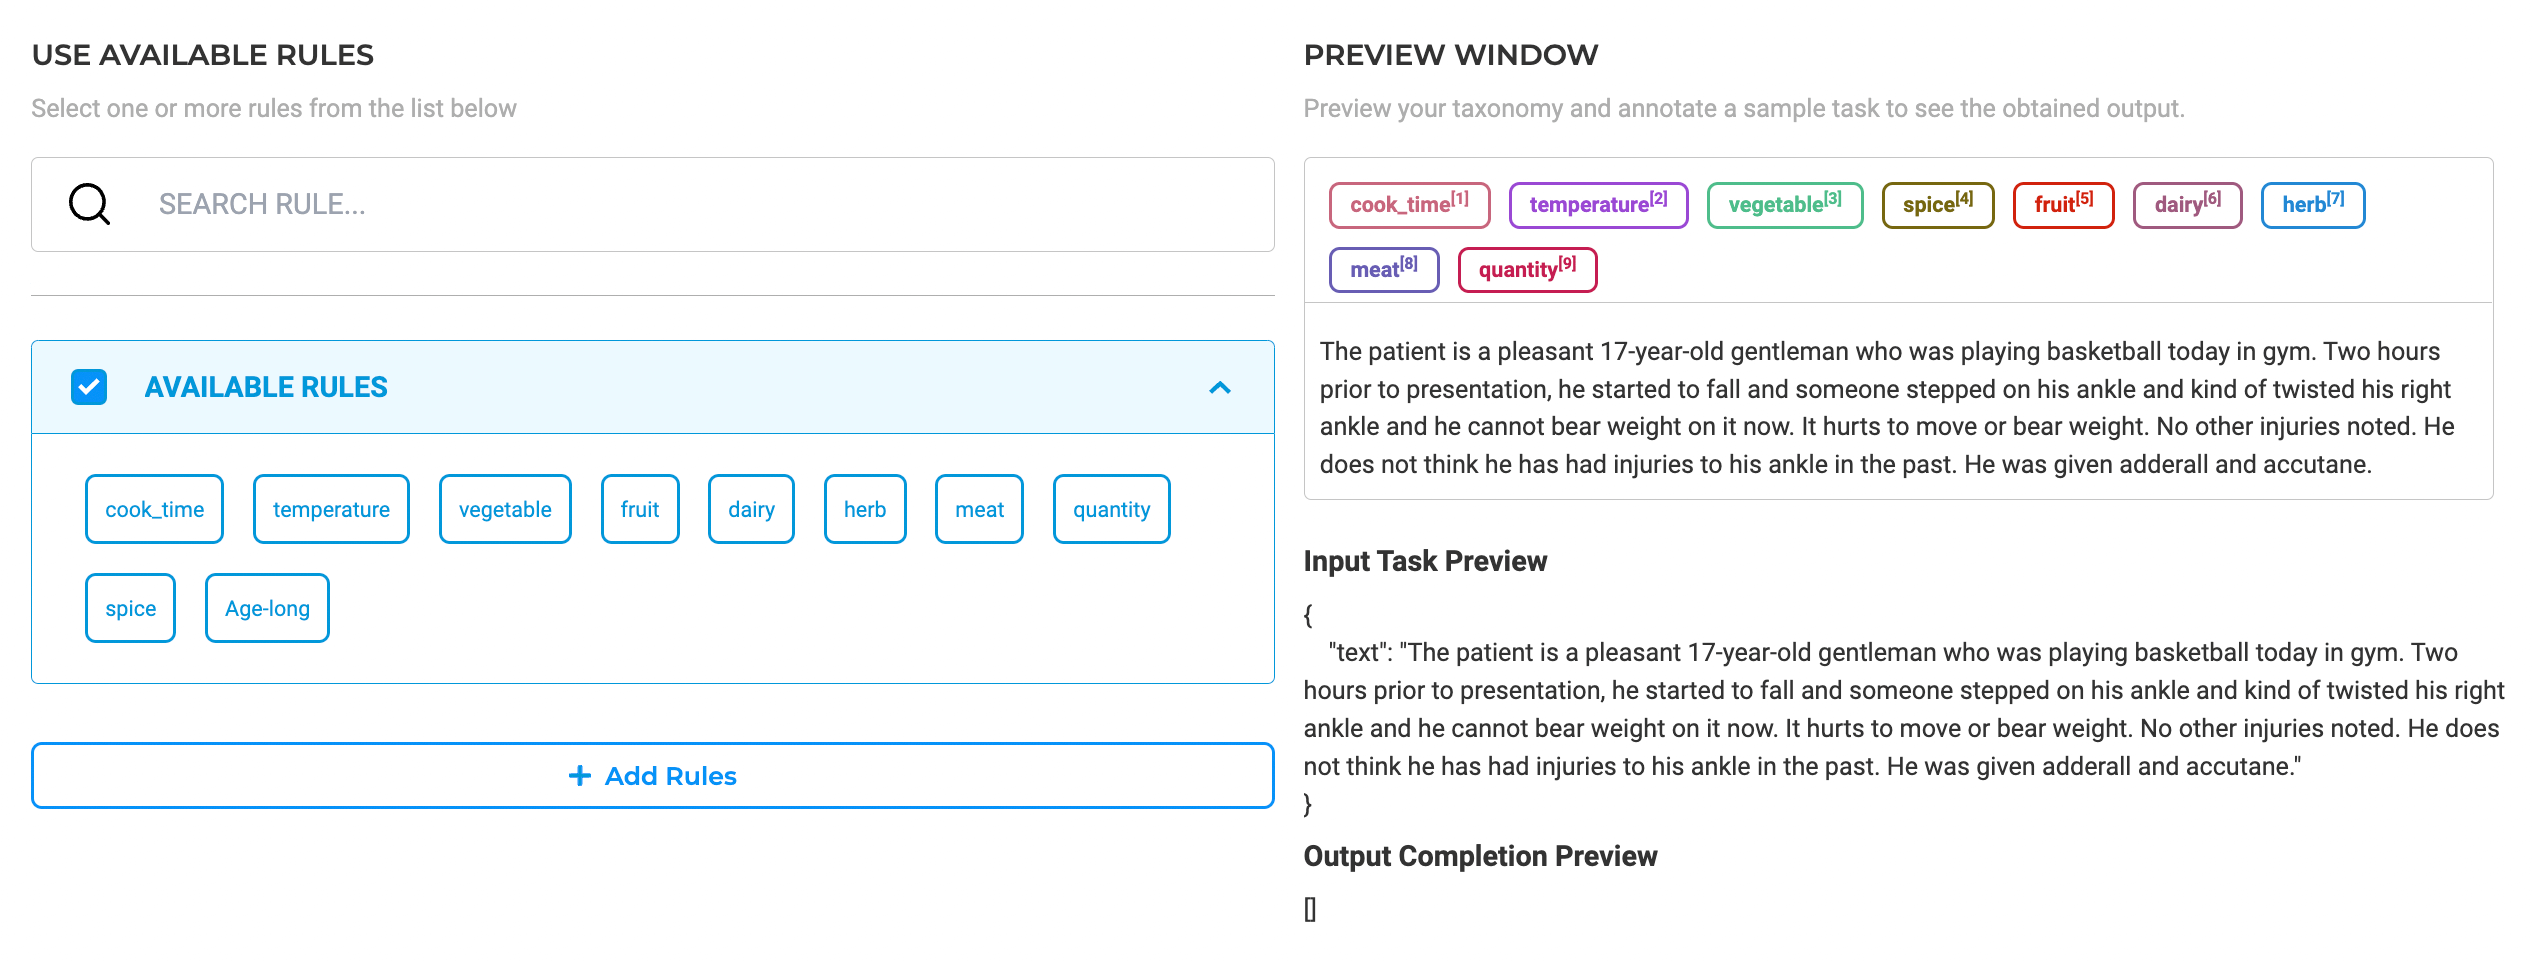 USE AVAILABLE RULES
Select one or more rules from the list below
SEARCH RULE...
AVAILABLE RULES
cook_time temperature vegetable fruit dairy herb meat quantity
spice Age-long
Add Rules
PREVIEW WINDOW
Preview your taxonomy and annotate a sample task to see the obtained output.
cook_time[1] temperature[2] vegetable[3] spice[4] fruit[5] dairy[6] herb[7]
meat[8] quantity[9]
The patient is a pleasant 17-year-old gentleman who was playing basketball today in gym. Two hours
prior to presentation, he started to fall and someone stepped on his ankle and kind of twisted his right
ankle and he cannot bear weight on it now. It hurts to move or bear weight. No other injuries noted. He
does not think he has had injuries to his ankle in the past. He was given adderall and accutane.
Input Task Preview
{
"text": "The patient is a pleasant 17-year-old gentleman who was playing basketball today in gym. Two
hours prior to presentation, he started to fall and someone stepped on his ankle and kind of twisted his right
ankle and he cannot bear weight on it now. It hurts to move or bear weight. No other injuries noted. He does
not think he has had injuries to his ankle in the past. He was given adderall and accutane."
}
Output Completion Preview
[]